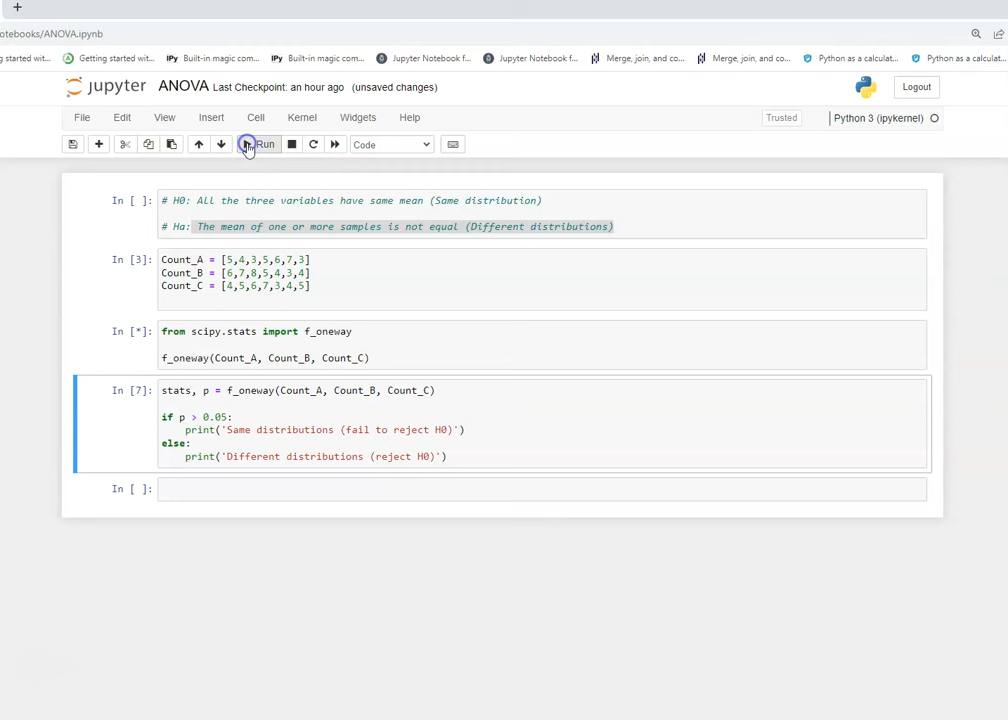 +
otebooks/ANOVA.ipynb
g started wit... Getting started wit... IPy Built-in magic com... IPy Built-in magic com... Jupyter Notebook f... Jupyter Notebook f... Merge, join, and co... Merge, join, and co... Python as a calculat... Python as a calculat...
jupyter ANOVA Last Checkpoint: an hour ago (unsaved changes) Logout
File Edit View Insert Cell Kernel Widgets Help Trusted Python 3 (ipykernel)
Run Code
In [ ]: # H0: All the three variables have same mean (Same distribution)
# Ha: The mean of one or more samples is not equal (Different distributions)
In [3]: Count_A = [5,4,3,5,6,7,3]
Count_B = [6,7,8,5,4,3,4]
Count_C = [4,5,6,7,3,4,5]
In [*]: from scipy.stats import f_oneway
f_oneway(Count_A, Count_B, Count_C)
In [7]: stats, p = f_oneway(Count_A, Count_B, Count_C)
if p > 0.05:
print('Same distributions (fail to reject H0)')
else:
print('Different distributions (reject H0)')
In [ ]: